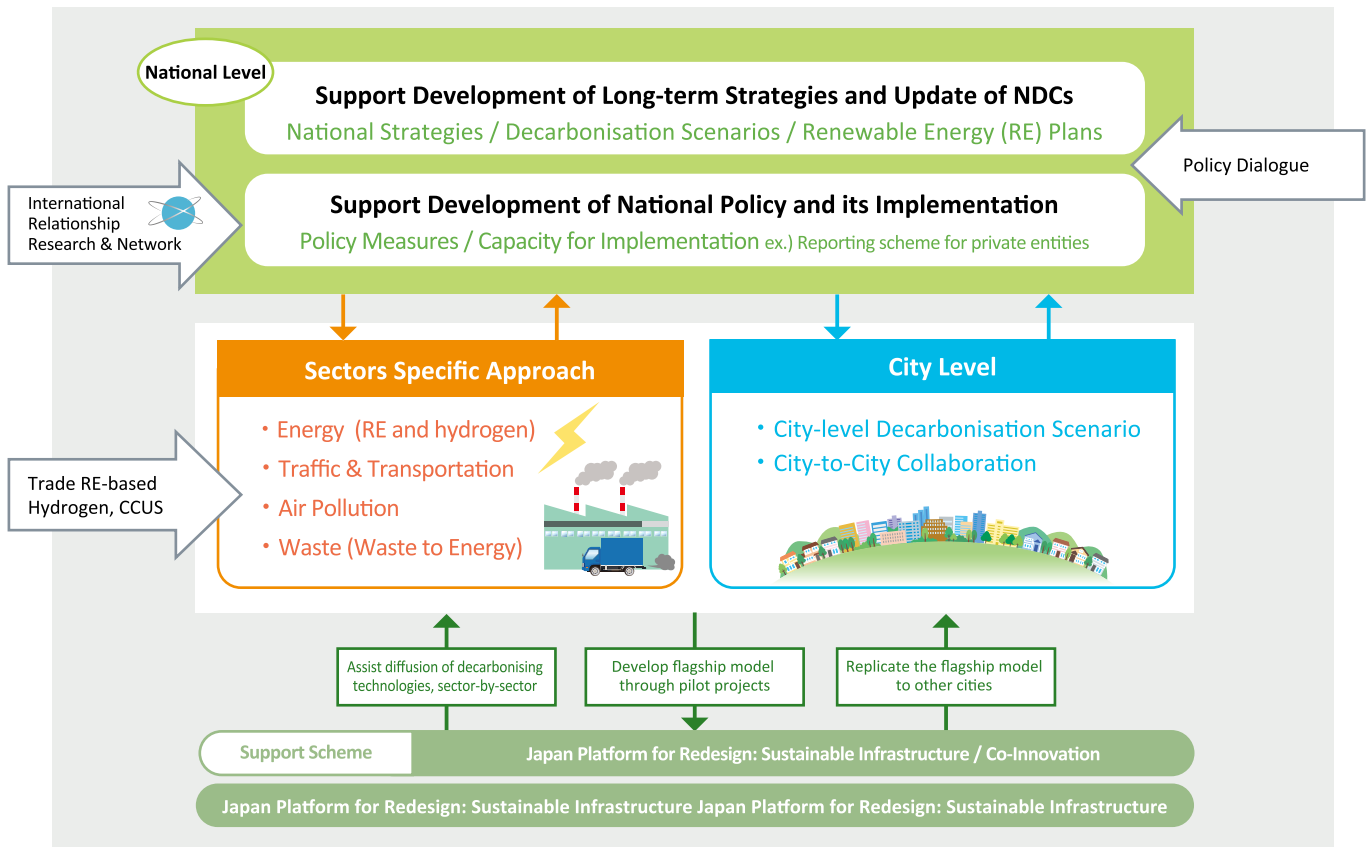 National Level
Support Development of Long-term Strategies and Update of NDCs
National Strategies / Decarbonisation Scenarios / Renewable Energy (RE) Plans
Policy Dialogue
International
Relationship
Research & Network
Support Development of National Policy and its Implementation
Policy Measures / Capacity for Implementation ex.) Reporting scheme for private entities
Sectors Specific Approach
• Energy (RE and hydrogen)
• Traffic & Transportation
• Air Pollution
• Waste (Waste to Energy)
City Level
• City-level Decarbonisation Scenario
• City-to-City Collaboration
Trade RE-based
Hydrogen, CCUS
Assist diffusion of decarbonising
technologies, sector-by-sector
Develop flagship model
through pilot projects
Replicate the flagship model
to other cities
Support Scheme
Japan Platform for Redesign: Sustainable Infrastructure / Co-Innovation
Japan Platform for Redesign: Sustainable Infrastructure Japan Platform for Redesign: Sustainable Infrastructure